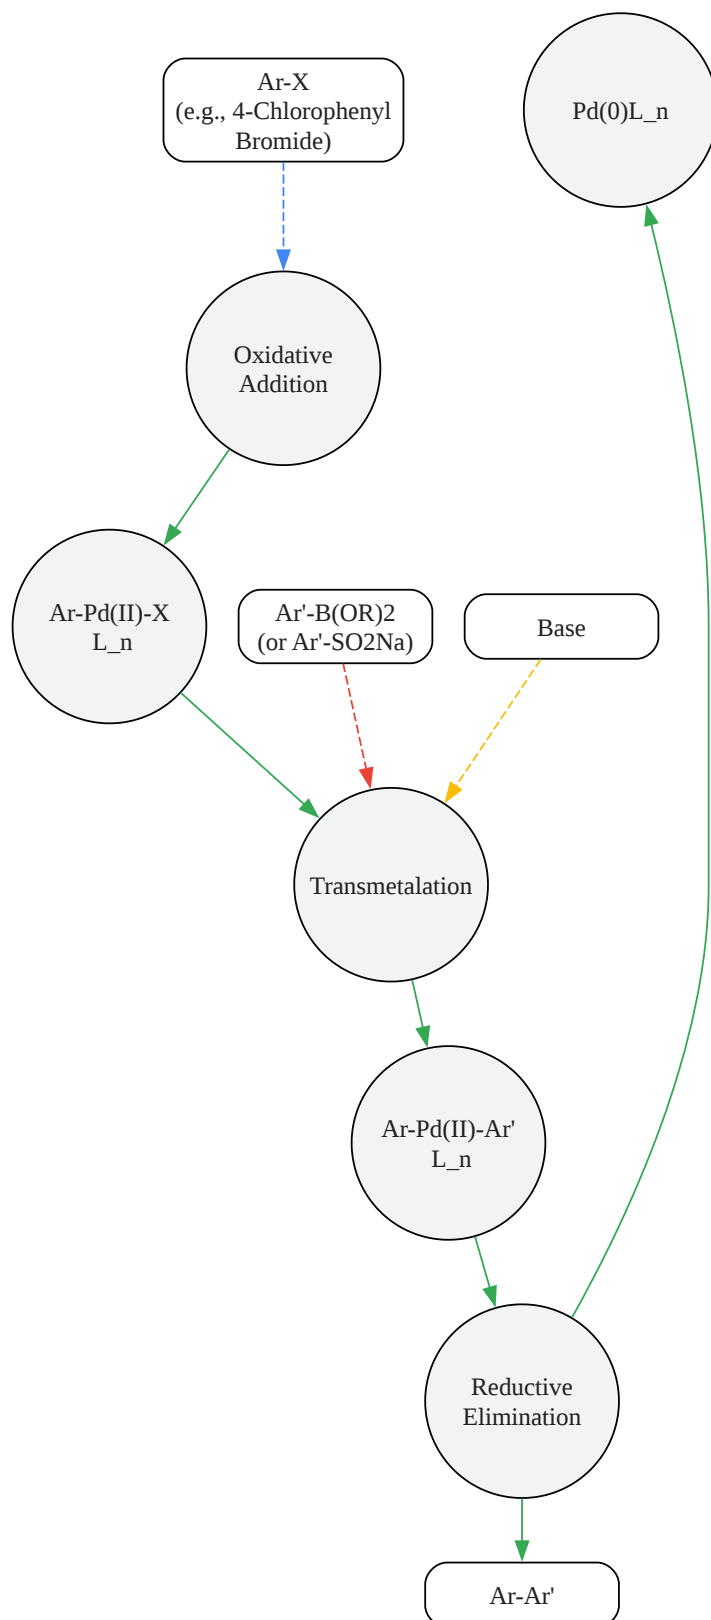 Ar-X
(e.g., 4-Chlorophenyl
Bromide)
Pd(0)L_n
Oxidative
Addition
Ar-Pd(II)-X
L_n
Ar'-B(OR)2
(or Ar'-SO2Na)
Base
Transmetalation
Ar-Pd(II)-Ar'
L_n
Reductive
Elimination
Ar-Ar'